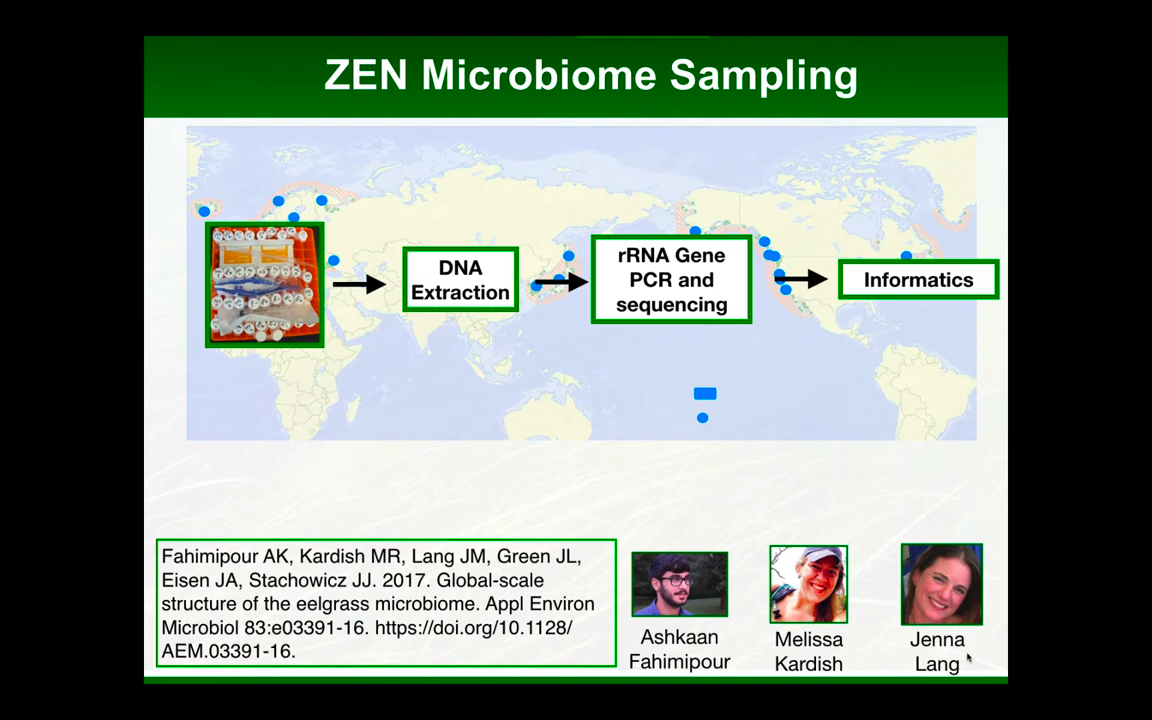 ZEN Microbiome Sampling
DNA
Extraction
rRNA Gene
PCR and
sequencing
Informatics
Fahimipour AK, Kardish MR, Lang JM, Green JL,
Eisen JA, Stachowicz JJ. 2017. Global-scale
structure of the eelgrass microbiome. Appl Environ
Microbiol 83:e03391-16. https://doi.org/10.1128/
AEM.03391-16.
Ashkaan
Fahimipour
Melissa
Kardish
Jenna
Lang